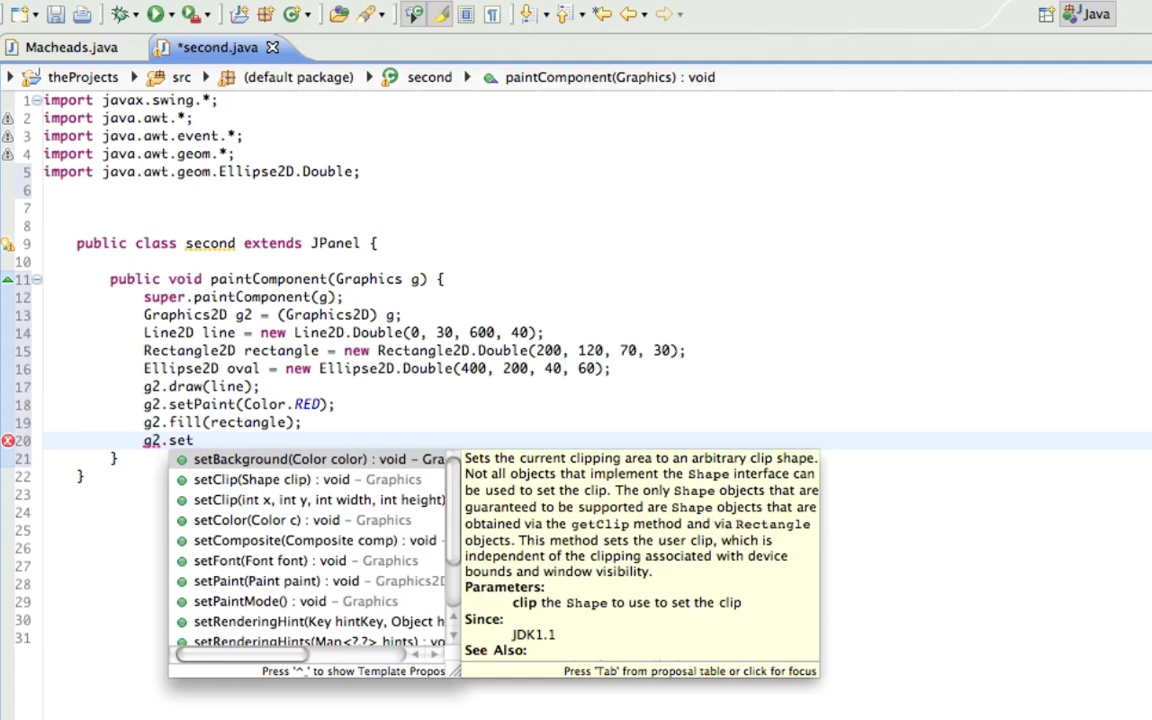 Java
Macheads.java
*second.java
theProjects
src
(default package)
second
paintComponent(Graphics) : void
1 import javax.swing.*;
2 import java.awt.*;
3 import java.awt.event.*;
4 import java.awt.geom.*;
5 import java.awt.geom.Ellipse2D.Double;
6
7
8
9 public class second extends JPanel {
10
11 public void paintComponent(Graphics g) {
12 super.paintComponent(g);
13 Graphics2D g2 = (Graphics2D) g;
14 Line2D line = new Line2D.Double(0, 30, 600, 40);
15 Rectangle2D rectangle = new Rectangle2D.Double(200, 120, 70, 30);
16 Ellipse2D oval = new Ellipse2D.Double(400, 200, 40, 60);
17 g2.draw(line);
18 g2.setPaint(Color.RED);
19 g2.fill(rectangle);
20 g2.set
21 }
22 }
23
24
25
26
27
28
29
30
31
setBackground(Color color) : void – Gra
setClip(Shape clip) : void – Graphics
setClip(int x, int y, int width, int height)
setColor(Color c) : void – Graphics
setComposite(Composite comp) : void –
setFont(Font font) : void – Graphics
setPaint(Paint paint) : void – Graphics2D
setPaintMode() : void – Graphics
setRenderingHint(Key hintKey, Object h
setRenderingHints(Map<?,?> hints) : vo
Press '^_' to show Template Propos
Sets the current clipping area to an arbitrary clip shape.
Not all objects that implement the Shape interface can
be used to set the clip. The only Shape objects that are
guaranteed to be supported are Shape objects that are
obtained via the getClip method and via Rectangle
objects. This method sets the user clip, which is
independent of the clipping associated with device
bounds and window visibility.
Parameters:
clip the Shape to use to set the clip
Since:
JDK1.1
See Also:
Press 'Tab' from proposal table or click for focus